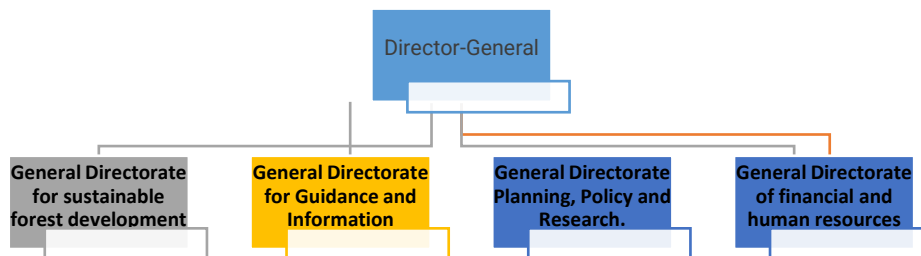 Director-General
General Directorate
for sustainable
forest development
General Directorate
for Guidance and
Information
General Directorate
Planning, Policy and
Research.
General Directorate
of financial and
human resources